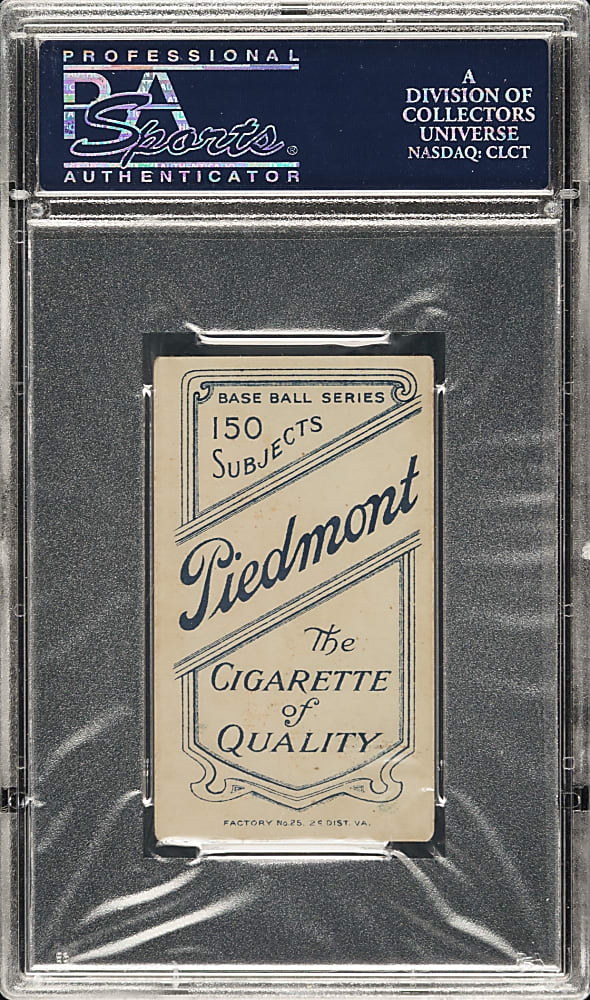 PROFESSIONAL
PSA
Sports®
AUTHENTICATOR
A
DIVISION OF
COLLECTORS
UNIVERSE
NASDAQ: CLCT
BASE BALL SERIES
150
SUBJECTS
Piedmont
The
CIGARETTE
of
QUALITY
FACTORY No.25. 2D DIST. VA.